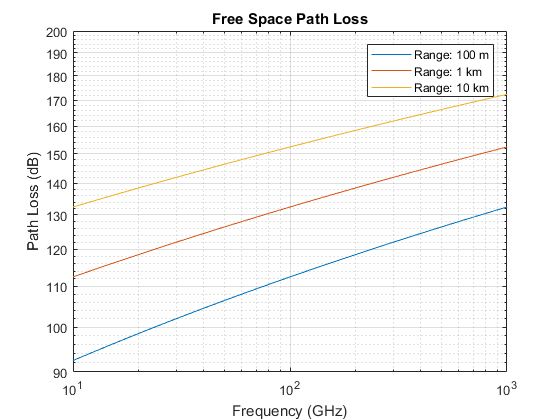 Free Space Path Loss
200
190
180
170
160
150
140
130
120
110
100
90
Path Loss (dB)
Range: 100 m
Range: 1 km
Range: 10 km
10^1
10^2
10^3
Frequency (GHz)